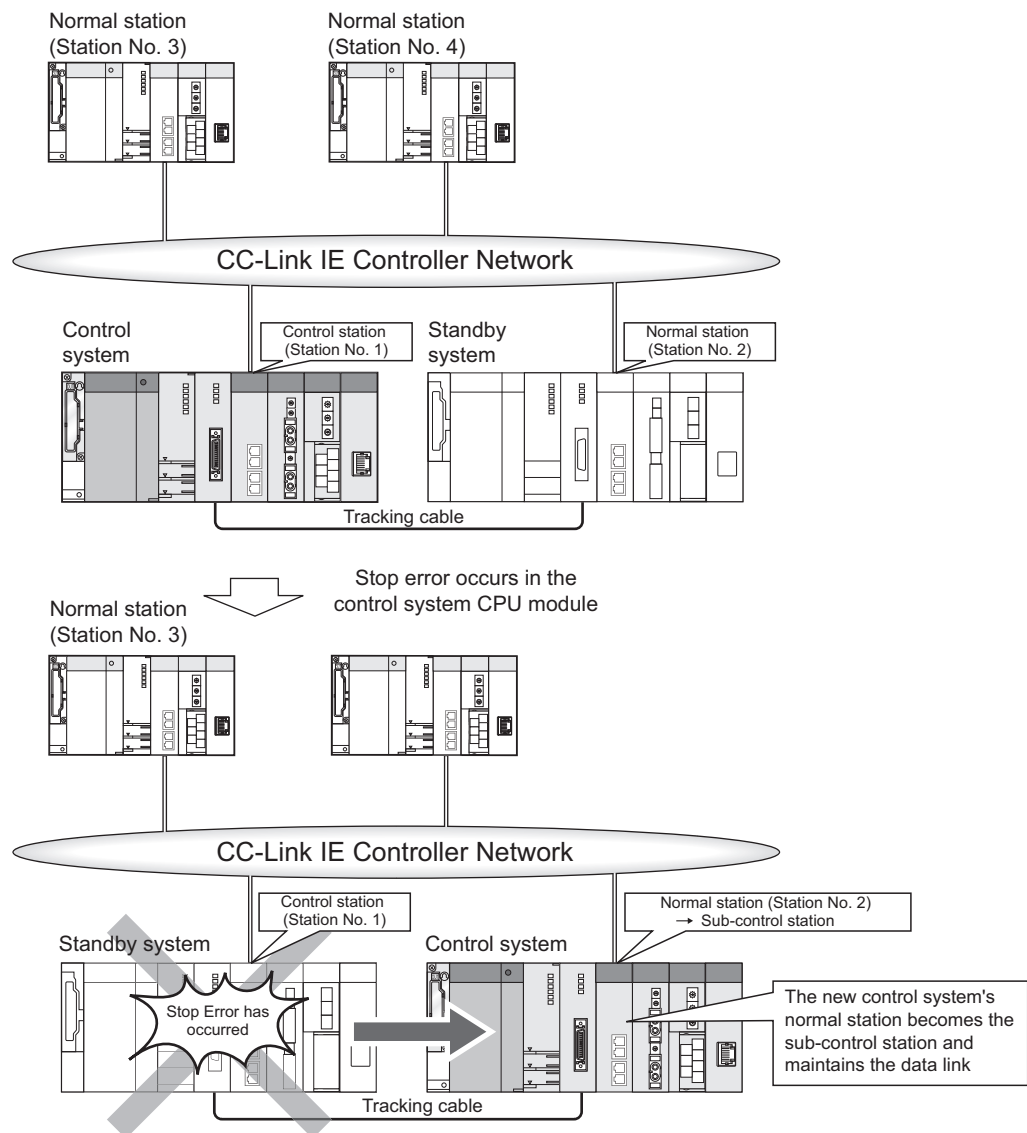 Normal station
(Station No. 3)
Normal station
(Station No. 4)
CC-Link IE Controller Network
Control
system
Control station
(Station No. 1)
Standby
system
Normal station
(Station No. 2)
Tracking cable
Stop error occurs in the
control system CPU module
Normal station
(Station No. 3)
CC-Link IE Controller Network
Control station
(Station No. 1)
Normal station (Station No. 2)
→ Sub-control station
Standby system
Control system
Stop Error has
occurred
The new control system's
normal station becomes the
sub-control station and
maintains the data link
Tracking cable